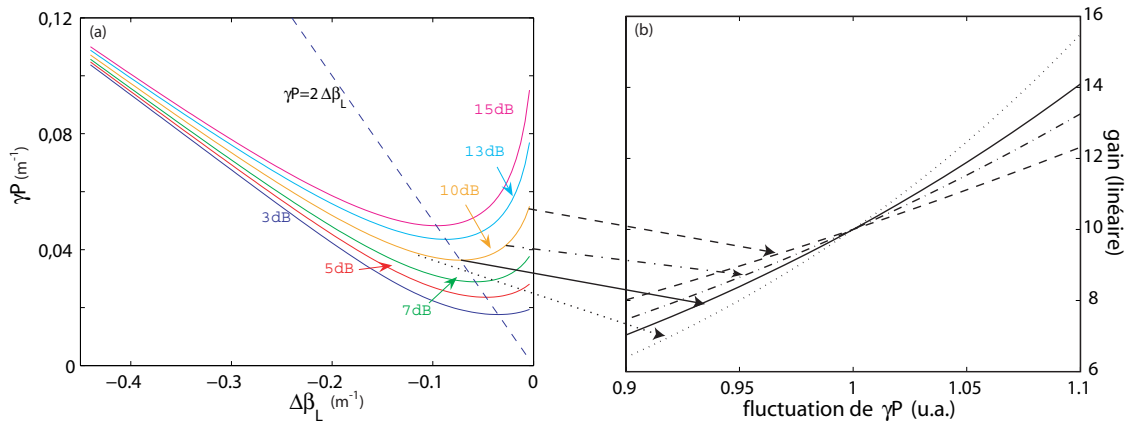 (a)
0,12
0,08
0,04
0
γP (m⁻¹)
γP=2 Δβ_L
15dB
13dB
10dB
3dB
5dB
7dB
−0.4
−0.3
−0.2
−0.1
0
Δβ_L (m⁻¹)
(b)
16
14
12
10
8
6
gain (linéaire)
0.9
0.95
1
1.05
1.1
fluctuation de γP (u.a.)